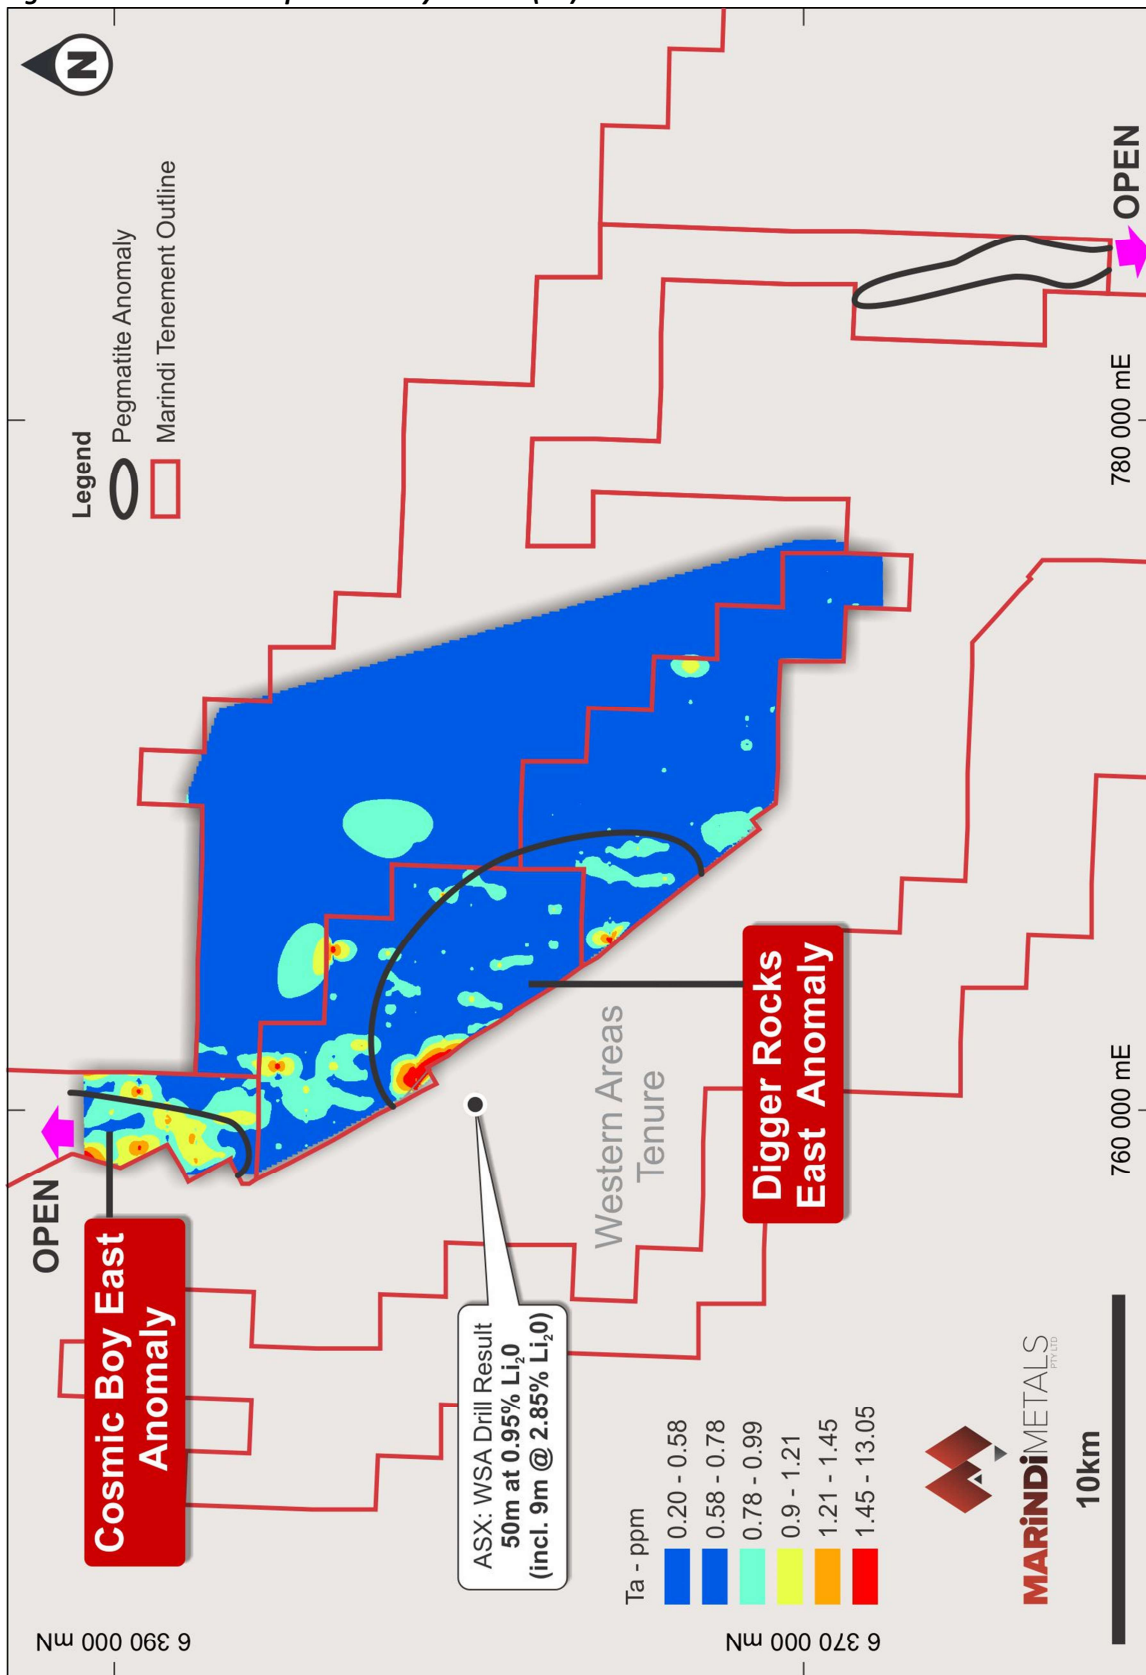 N
Legend
Pegmatite Anomaly
Marindi Tenement Outline
OPEN
Cosmic Boy East
Anomaly
6 390 000 mN
ASX: WSA Drill Result
50m at 0.95% Li₂0
(incl. 9m @ 2.85% Li₂0)
Western Areas
Tenure
Digger Rocks
East Anomaly
OPEN
Ta - ppm
0.20 - 0.58
0.58 - 0.78
0.78 - 0.99
0.9 - 1.21
1.21 - 1.45
1.45 - 13.05
6 370 000 mN
MARiNDiMETALS
PTY LTD
10km
760 000 mE
780 000 mE